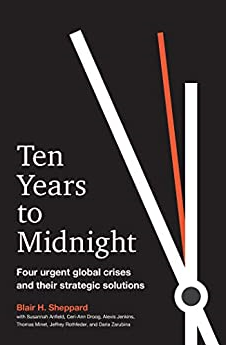 Ten
Years
to
Midnight
Four urgent global crises
and their strategic solutions
Blair H. Sheppard
with Susannah Anfield, Ceri-Ann Droog, Alexis Jenkins,
Thomas Minet, Jeffrey Rothfeder, and Daria Zarubina